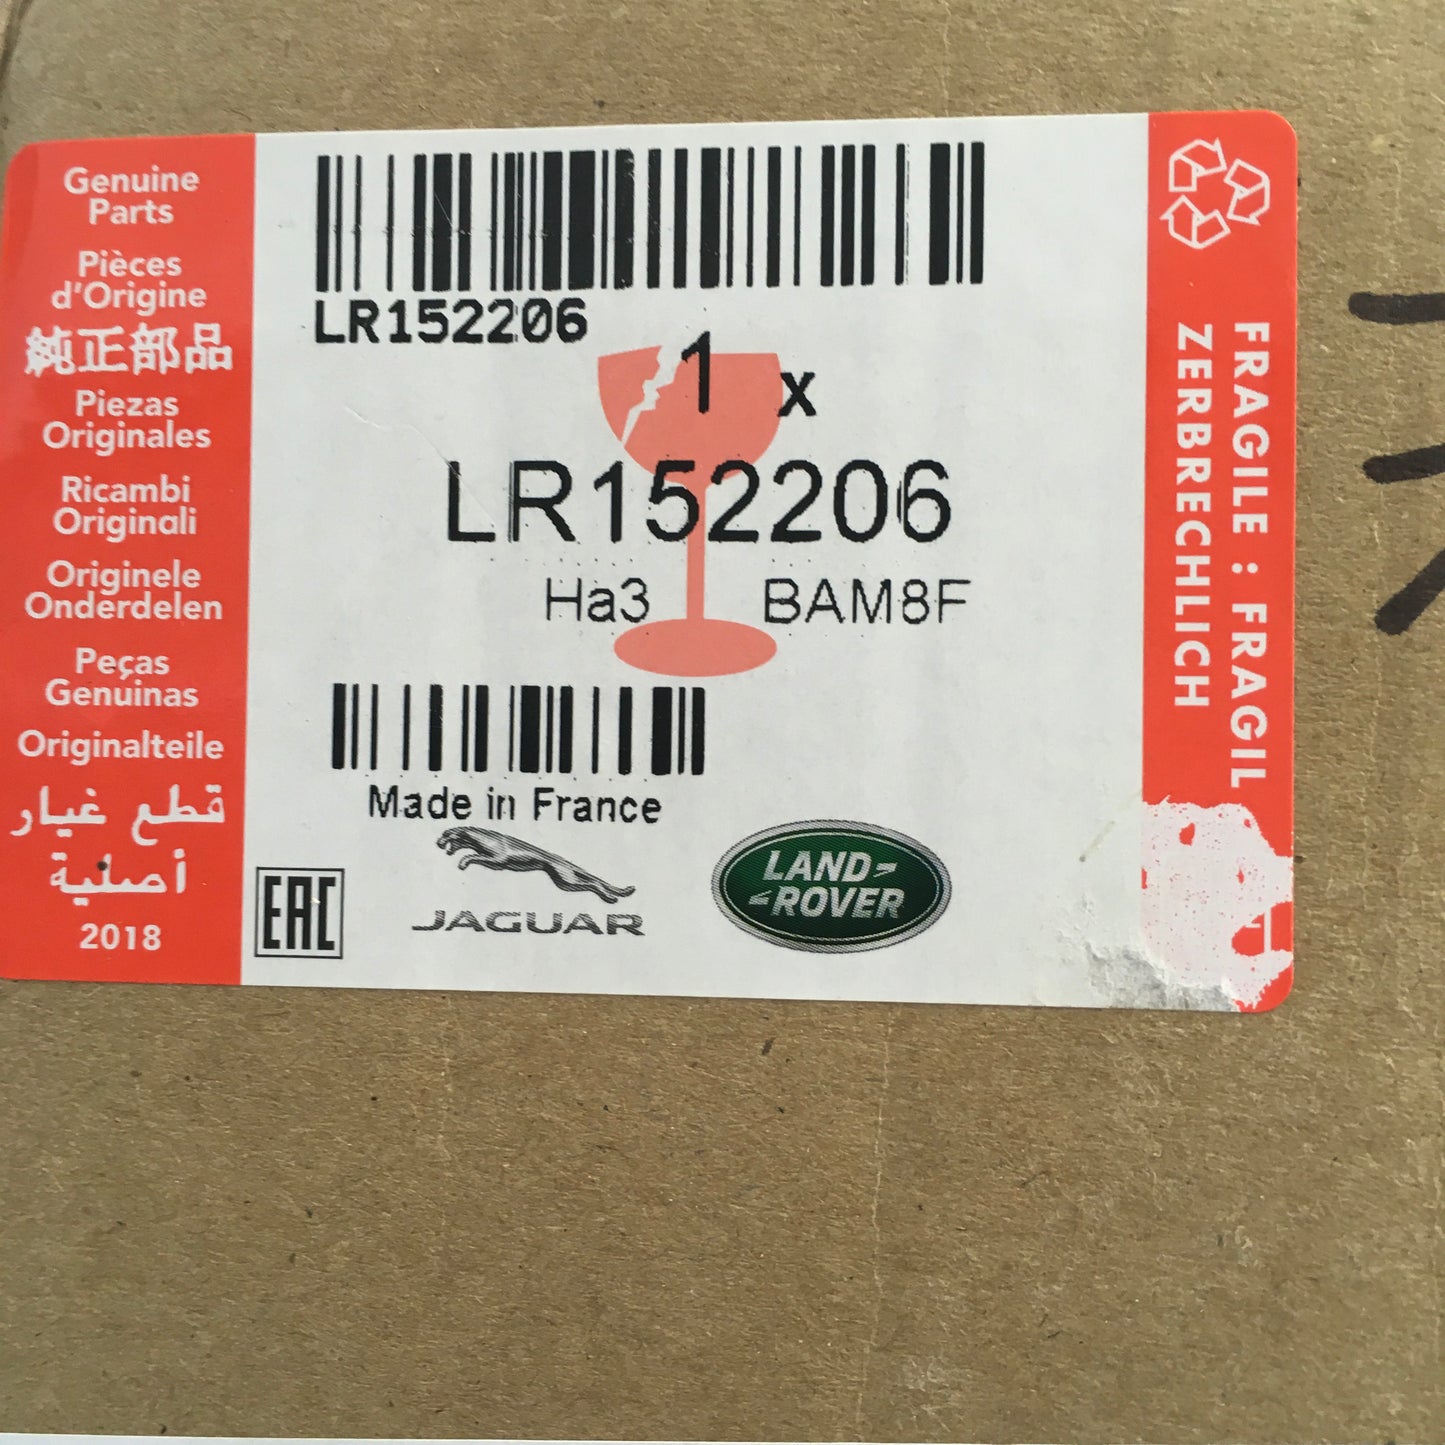 Genuine
Parts
Pièces
d'Origine
純正部品
Piezas
Originales
Ricambi
Originali
Originele
Onderdelen
Peças
Genuinas
Originalteile
قطع غيار
أصلية
2018
LR152206
1 x
LR152206
Ha3 BAM8F
Made in France
EAC
JAGUAR
LAND
ROVER
FRAGILE : FRAGIL
ZERBRECHLICH